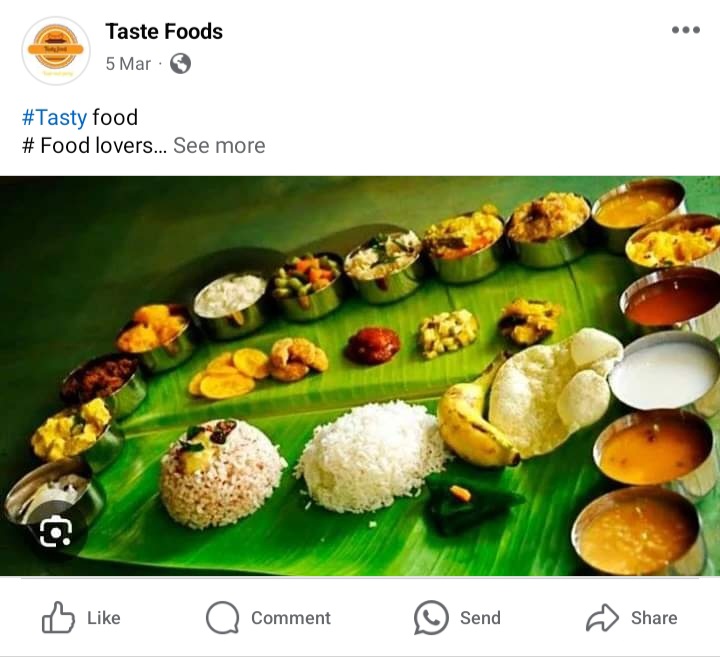 Taste Foods
5 Mar ·
#Tasty food
# Food lovers... See more
Like
Comment
Send
Share